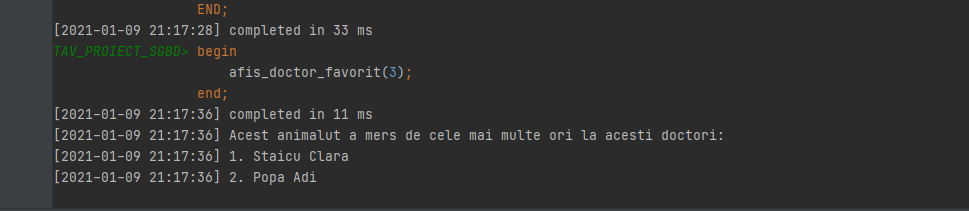 END;
[2021-01-09 21:17:28] completed in 33 ms
TAV_PROIECT_SGBD> begin
afis_doctor_favorit(3);
end;
[2021-01-09 21:17:36] completed in 11 ms
[2021-01-09 21:17:36] Acest animalut a mers de cele mai multe ori la acesti doctori:
[2021-01-09 21:17:36] 1. Staicu Clara
[2021-01-09 21:17:36] 2. Popa Adi